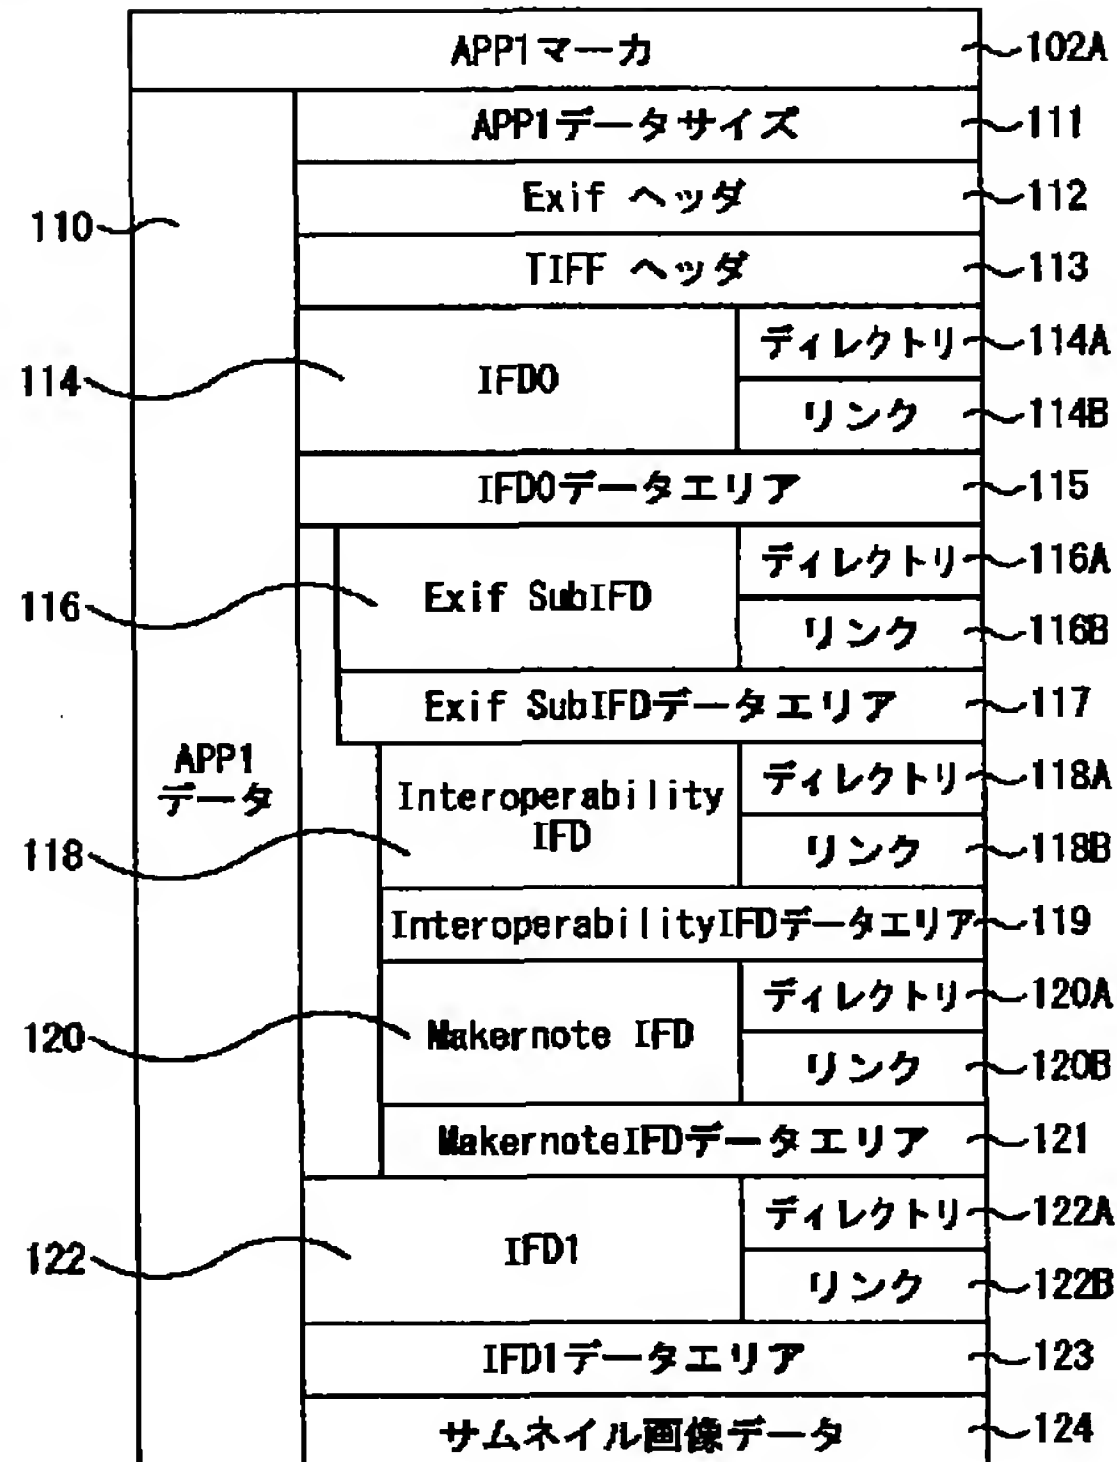 APP1マーカ
102A
APP1データサイズ
111
Exif ヘッダ
112
110
TIFF ヘッダ
113
114
IFD0
ディレクトリ
114A
リンク
114B
IFD0データエリア
115
116
Exif SubIFD
ディレクトリ
116A
リンク
116B
Exif SubIFDデータエリア
117
APP1
データ
118
Interoperability
IFD
ディレクトリ
118A
リンク
118B
InteroperabilityIFDデータエリア
119
120
Makernote IFD
ディレクトリ
120A
リンク
120B
MakernoteIFDデータエリア
121
122
IFD1
ディレクトリ
122A
リンク
122B
IFD1データエリア
123
サムネイル画像データ
124